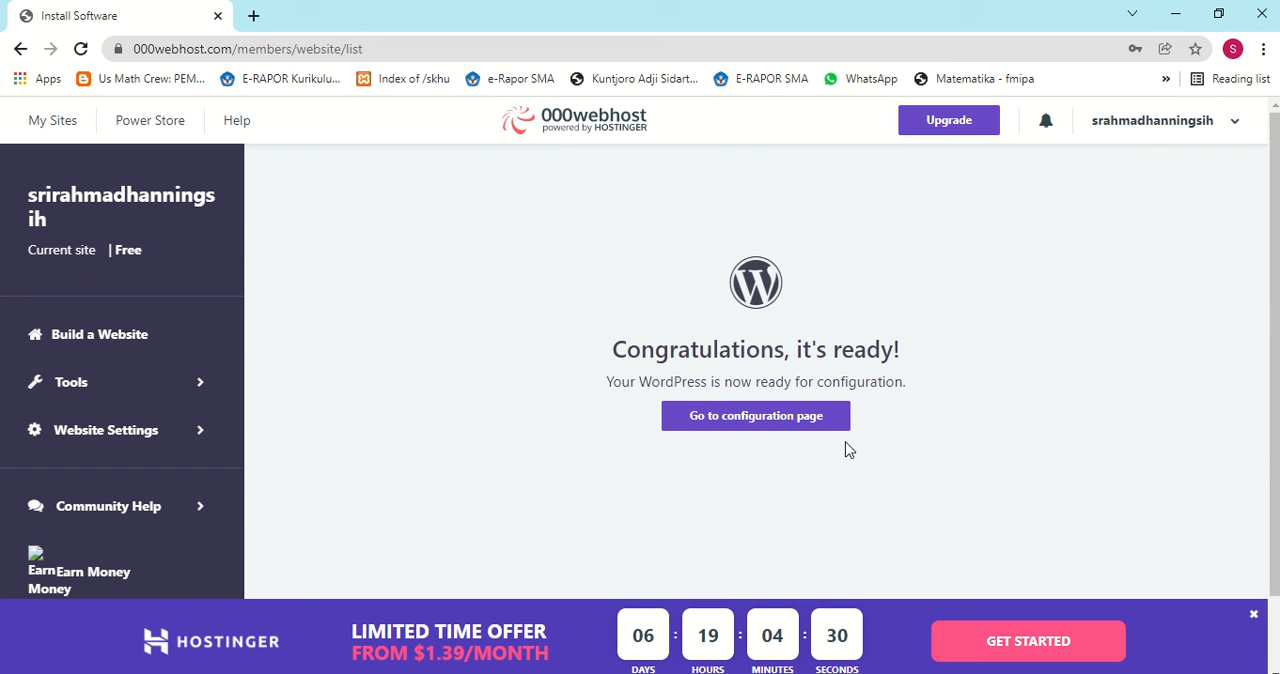 Install Software
000webhost.com/members/website/list
S
Apps
Us Math Crew: PEM...
E-RAPOR Kurikulu...
Index of /skhu
e-Rapor SMA
Kuntjoro Adji Sidart...
E-RAPOR SMA
WhatsApp
Matematika - fmipa
»
Reading list
My Sites
Power Store
Help
000webhost
powered by HOSTINGER
Upgrade
srahmadhanningsih
srirahmadhannings
ih
Current site | Free
Build a Website
Tools
Website Settings
Community Help
Earn Earn Money
Money
Congratulations, it's ready!
Your WordPress is now ready for configuration.
Go to configuration page
HOSTINGER
LIMITED TIME OFFER
FROM $1.39/MONTH
06 : 19 : 04 : 30
DAYS HOURS MINUTES SECONDS
GET STARTED